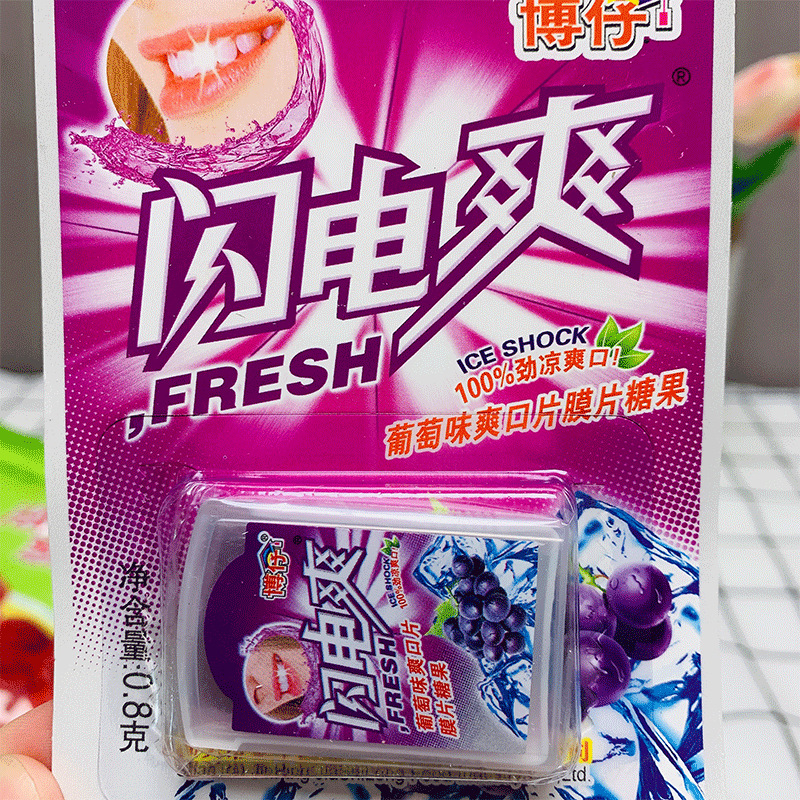 博仔
®
闪电爽
,FRESH
ICE SHOCK
100%劲凉爽口!
葡萄味爽口片膜片糖果
净含量:0.8克
博仔
®
闪电爽
,FRESH
ICE SHOCK
100%劲凉爽口!
葡萄味爽口片
膜片糖果
Ltd.